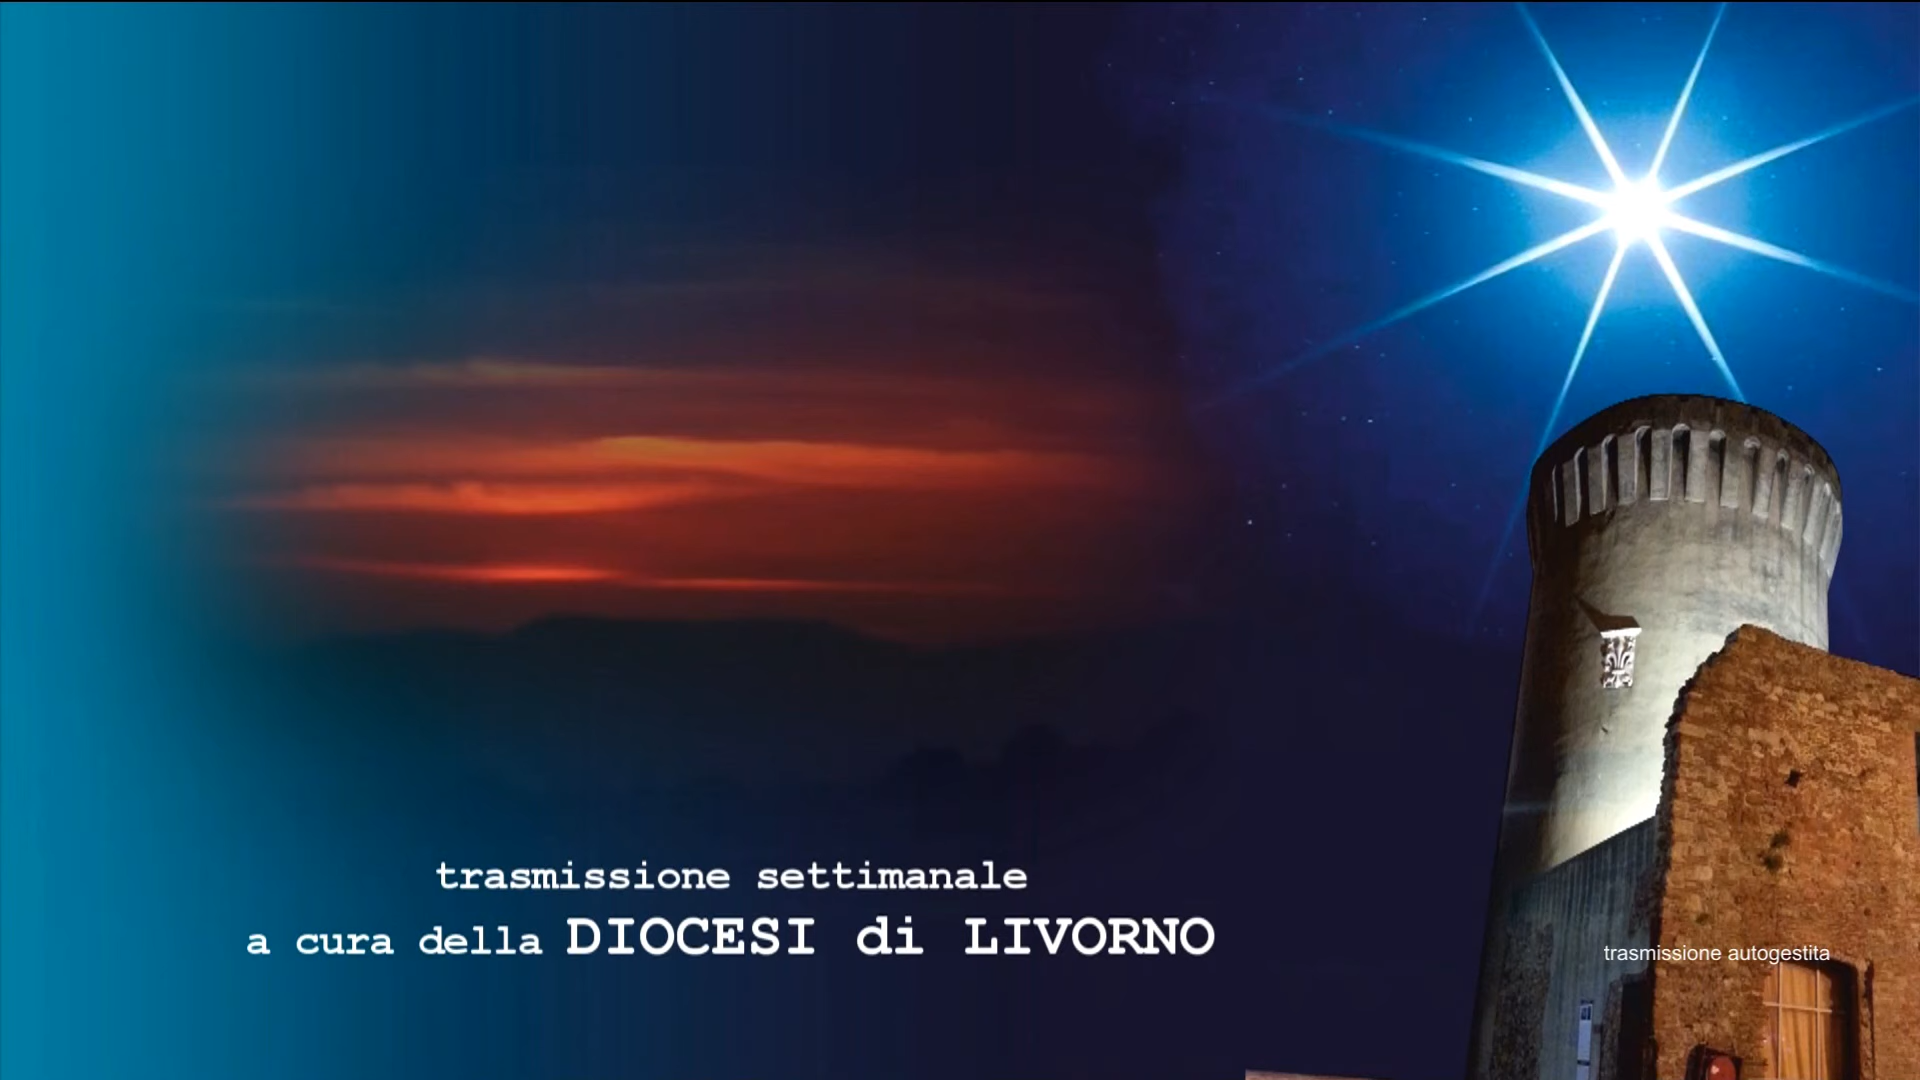 trasmissione settimanale
a cura della DIOCESI di LIVORNO
trasmissione autogestita